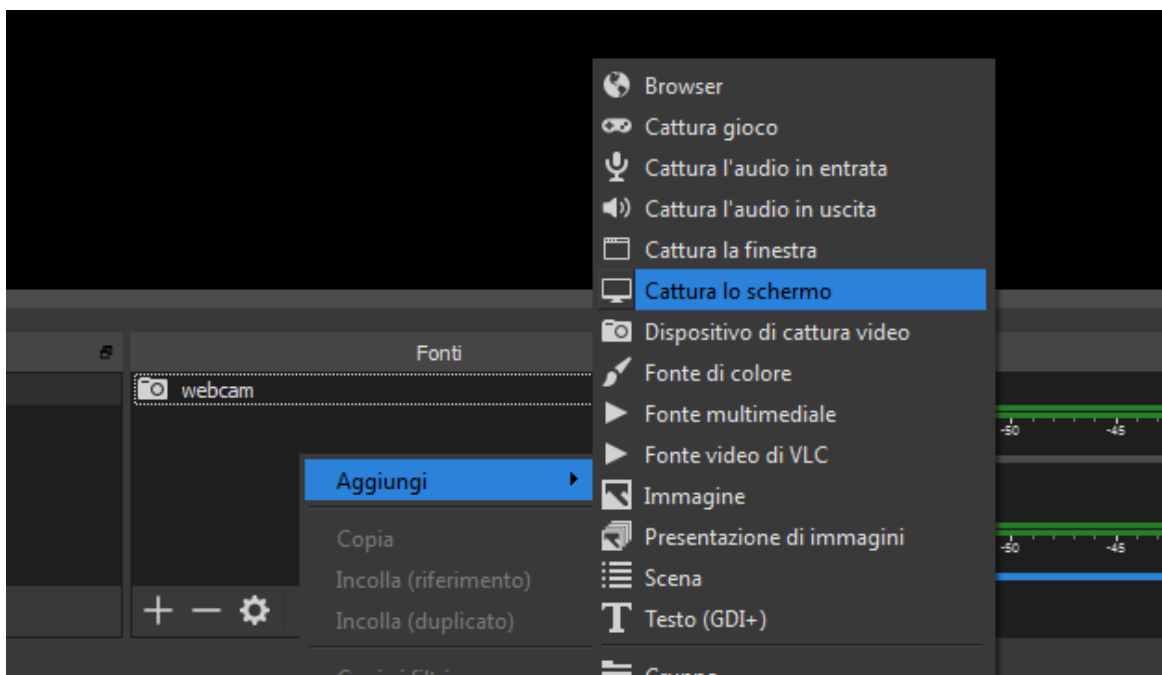 Browser
Cattura gioco
Cattura l'audio in entrata
Cattura l'audio in uscita
Cattura la finestra
Cattura lo schermo
Dispositivo di cattura video
Fonte di colore
Fonte multimediale
Fonte video di VLC
Immagine
Presentazione di immagini
Scena
Testo (GDI+)
Fonti
webcam
Aggiungi
Copia
Incolla (riferimento)
Incolla (duplicato)
-50 -45
-50 -45